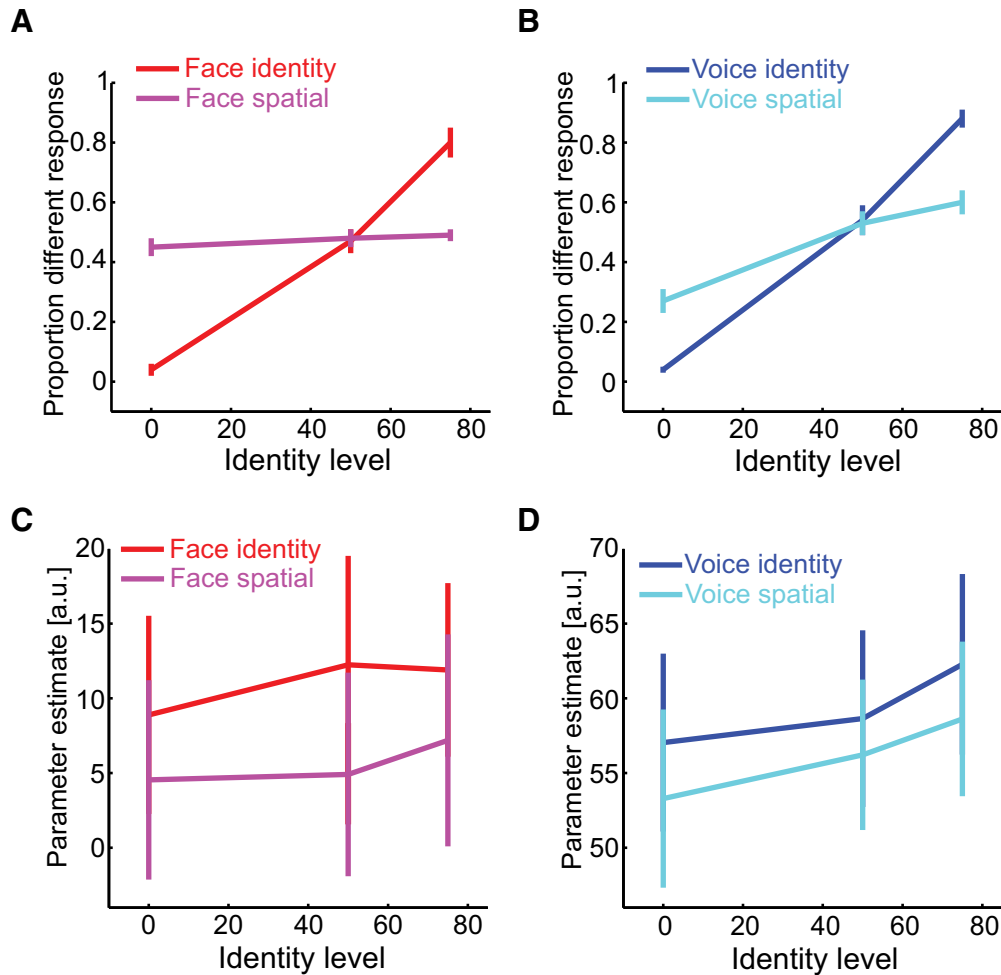 A
Face identity
Face spatial
Proportion different response
1
0.8
0.6
0.4
0.2
0
0 20 40 60 80
Identity level
B
Voice identity
Voice spatial
Proportion different response
1
0.8
0.6
0.4
0.2
0
0 20 40 60 80
Identity level
C
Face identity
Face spatial
Parameter estimate [a.u.]
20
15
10
5
0
0 20 40 60 80
Identity level
D
Voice identity
Voice spatial
Parameter estimate [a.u.]
70
65
60
55
50
0 20 40 60 80
Identity level